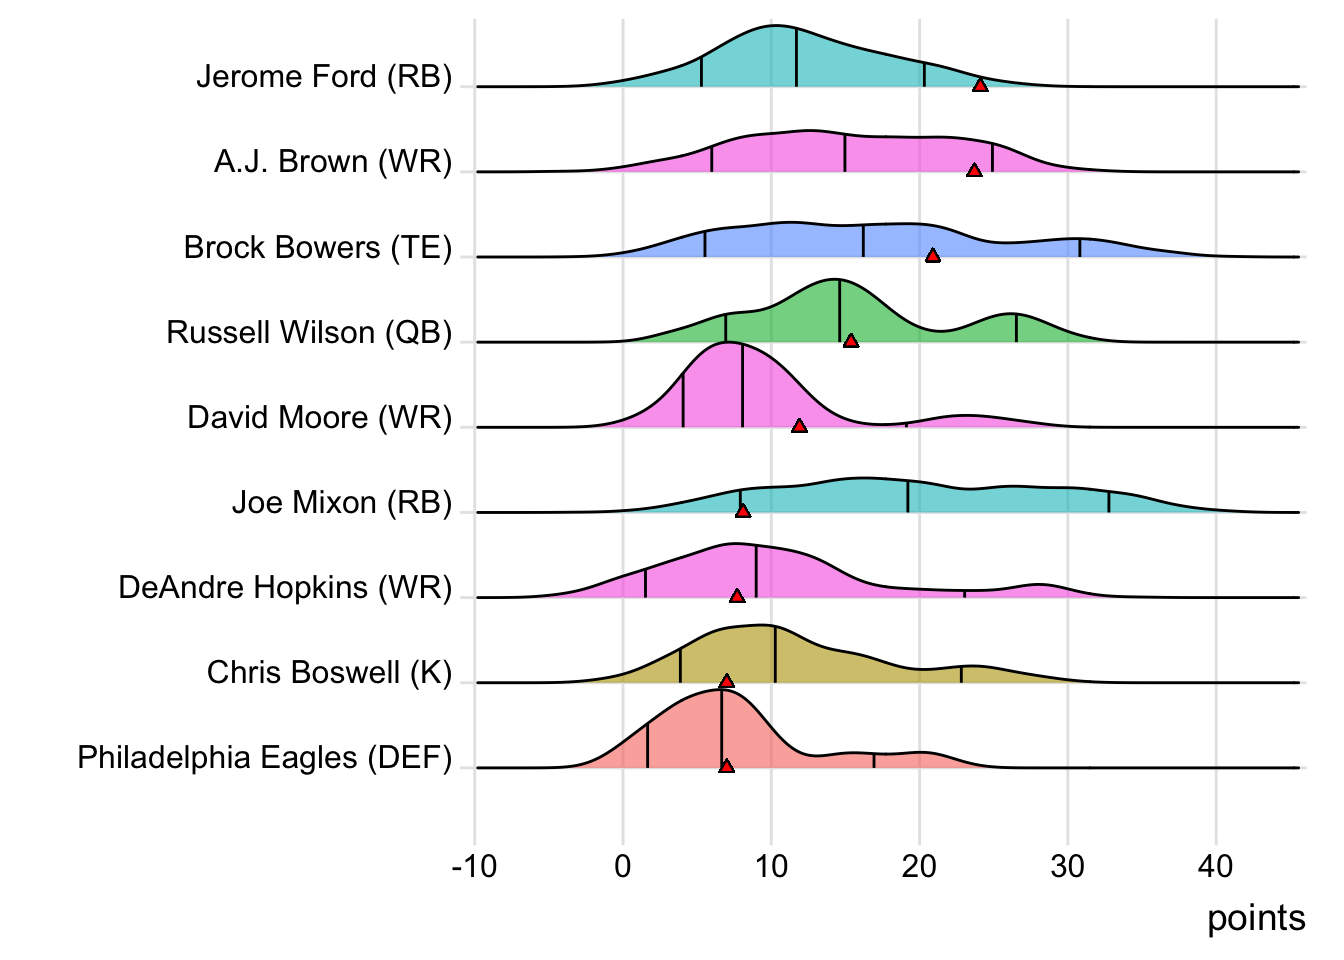 Jerome Ford (RB)
A.J. Brown (WR)
Brock Bowers (TE)
Russell Wilson (QB)
David Moore (WR)
Joe Mixon (RB)
DeAndre Hopkins (WR)
Chris Boswell (K)
Philadelphia Eagles (DEF)
-10 0 10 20 30 40
points